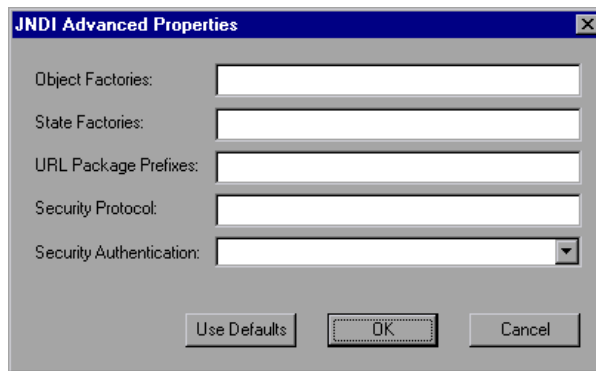 JNDI Advanced Properties
Object Factories:
State Factories:
URL Package Prefixes:
Security Protocol:
Security Authentication:
Use Defaults OK Cancel